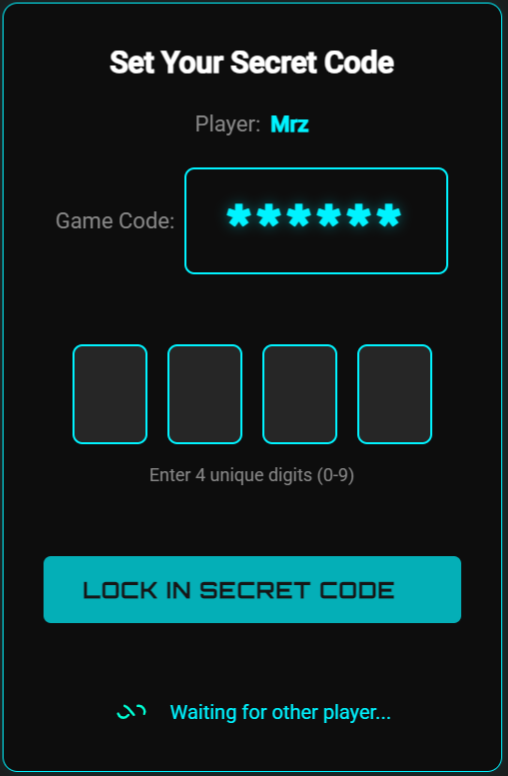 Set Your Secret Code
Player: Mrz
Game Code: ******
Enter 4 unique digits (0-9)
LOCK IN SECRET CODE
Waiting for other player...